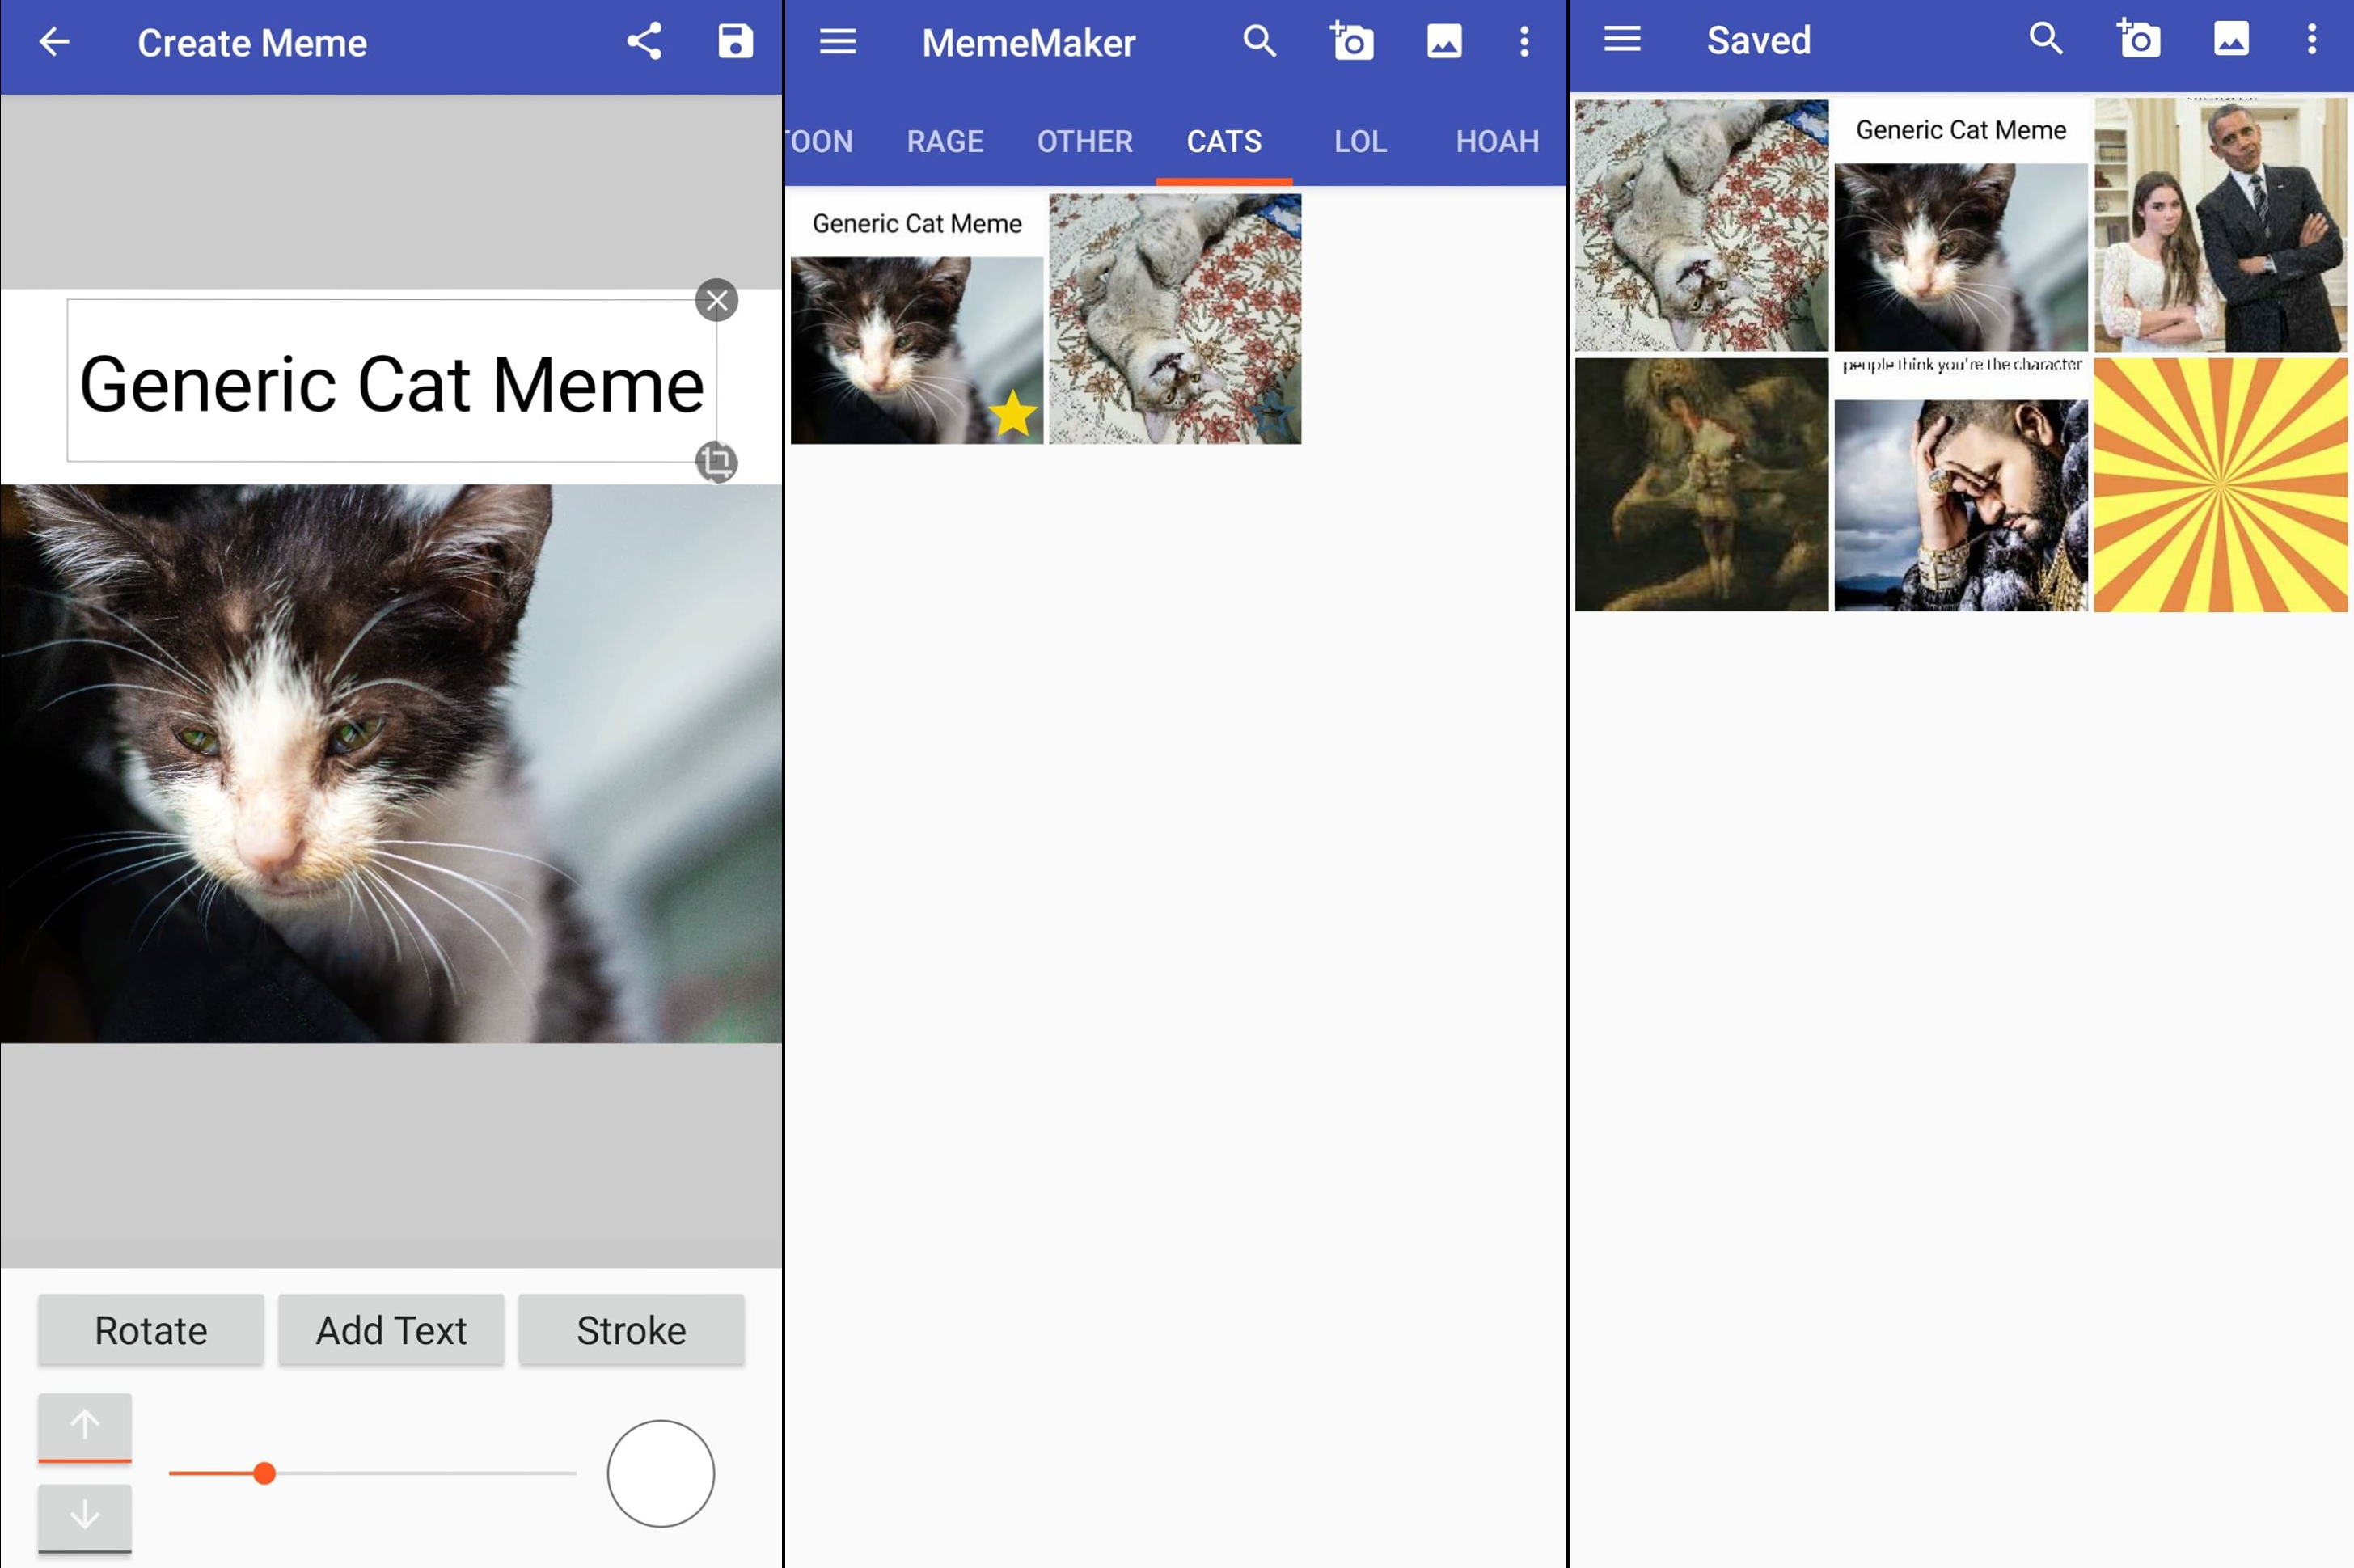 Create Meme
Generic Cat Meme
Rotate
Add Text
Stroke
MemeMaker
TOON RAGE OTHER CATS LOL HOAH
Generic Cat Meme
Saved
Generic Cat Meme
people think you're the character